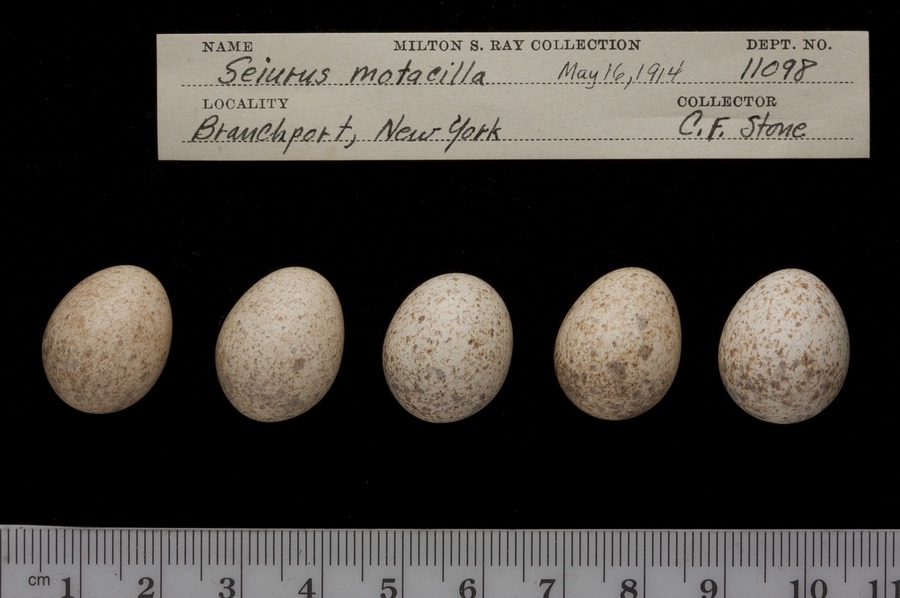 NAME MILTON S. RAY COLLECTION DEPT. NO.
Seiurus motacilla May 16, 1914 11098
LOCALITY COLLECTOR
Branchport, New York C. F. Stone
cm 1 2 3 4 5 6 7 8 9 10 11